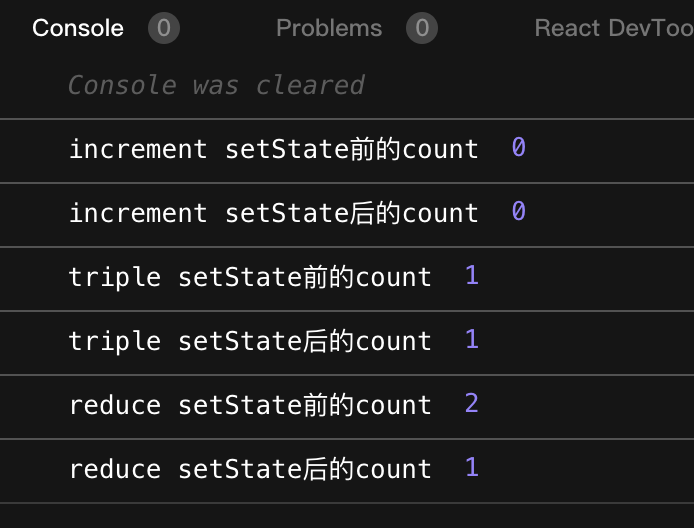 Console 0 Problems 0 React DevToo
Console was cleared
increment setState前的count 0
increment setState后的count 0
triple setState前的count 1
triple setState后的count 1
reduce setState前的count 2
reduce setState后的count 1